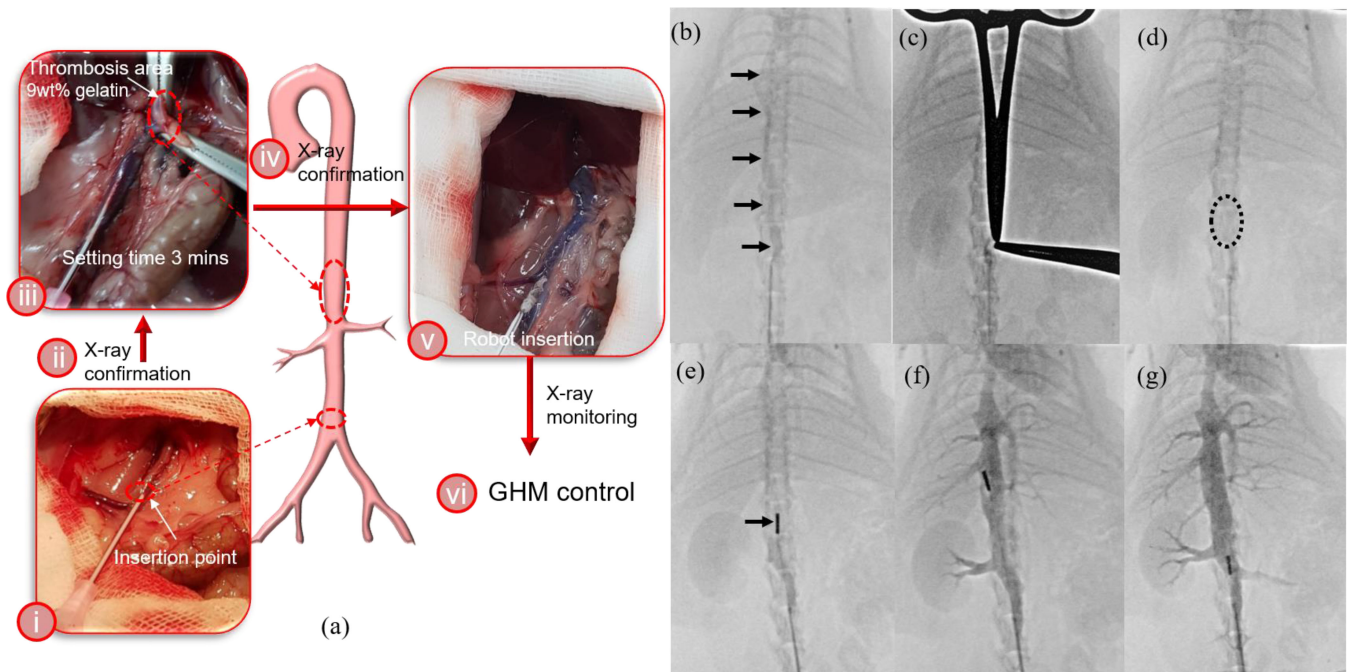 Thrombosis area
9wt% gelatin
Setting time 3 mins
iii
iv
X-ray
confirmation
v
Robot insertion
ii
X-ray
confirmation
i
Insertion point
X-ray
monitoring
vi
GHM control
(a)
(b)
(c)
(d)
(e)
(f)
(g)